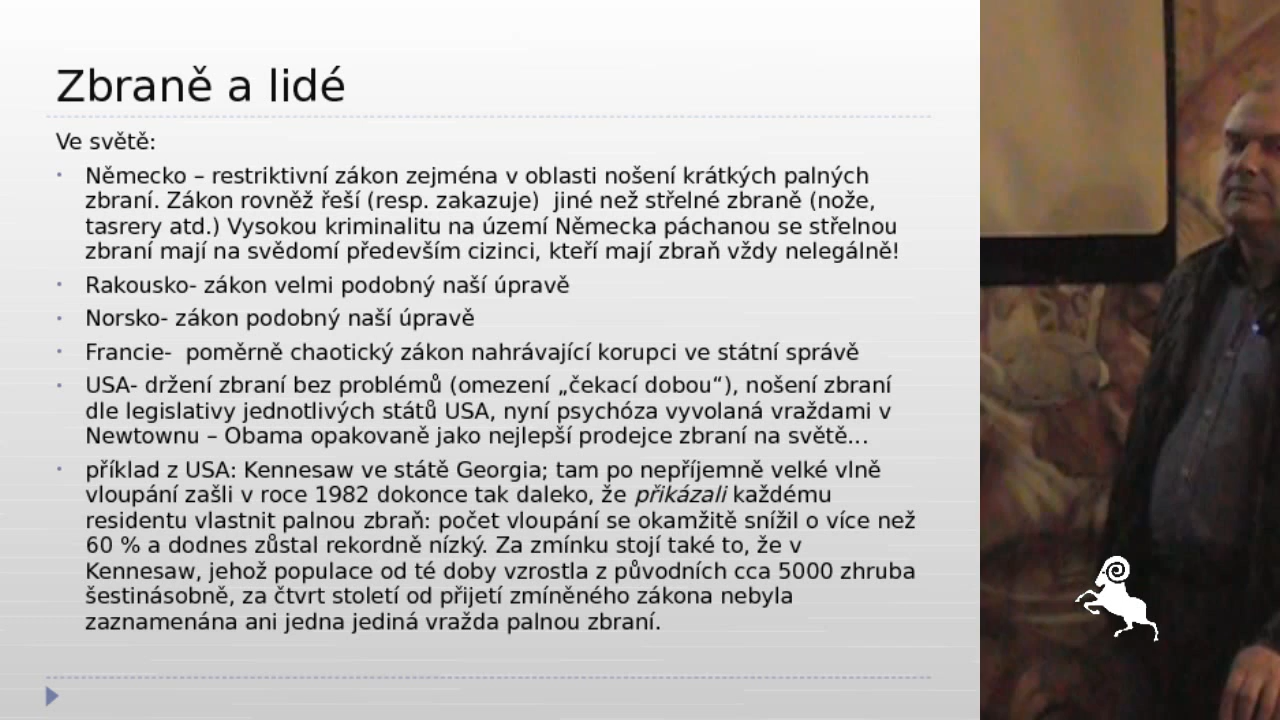 Zbraně a lidé
Ve světě:
Německo – restriktivní zákon zejména v oblasti nošení krátkých palných
zbraní. Zákon rovněž řeší (resp. zakazuje)  jiné než střelné zbraně (nože,
tasrery atd.) Vysokou kriminalitu na území Německa páchanou se střelnou
zbraní mají na svědomí především cizinci, kteří mají zbraň vždy nelegálně!
Rakousko- zákon velmi podobný naší úpravě
Norsko- zákon podobný naší úpravě
Francie-  poměrně chaotický zákon nahrávající korupci ve státní správě
USA- držení zbraní bez problémů (omezení „čekací dobou“), nošení zbraní
dle legislativy jednotlivých států USA, nyní psychóza vyvolaná vraždami v
Newtownu – Obama opakovaně jako nejlepší prodejce zbraní na světě…
příklad z USA: Kennesaw ve státě Georgia; tam po nepříjemně velké vlně
vloupání zašli v roce 1982 dokonce tak daleko, že přikázali každému
residentu vlastnit palnou zbraň: počet vloupání se okamžitě snížil o více než
60 % a dodnes zůstal rekordně nízký. Za zmínku stojí také to, že v
Kennesaw, jehož populace od té doby vzrostla z původních cca 5000 zhruba
šestinásobně, za čtvrt století od přijetí zmíněného zákona nebyla
zaznamenána ani jedna jediná vražda palnou zbraní.